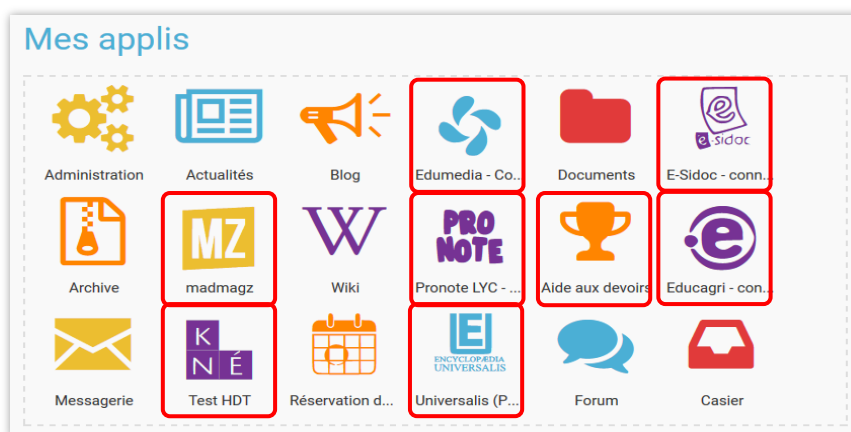 Mes applis
e
e-sidoc
Administration Actualités Blog Edumedia - Co... Documents E-Sidoc - conn...
MZ W PRO NOTE e
Archive madmagz Wiki Pronote LYC - ... Aide aux devoirs Educagri - con...
K
N É
U E
ENCYCLOPÆDIA
UNIVERSALIS
Messagerie Test HDT Réservation d... Universalis (P... Forum Casier